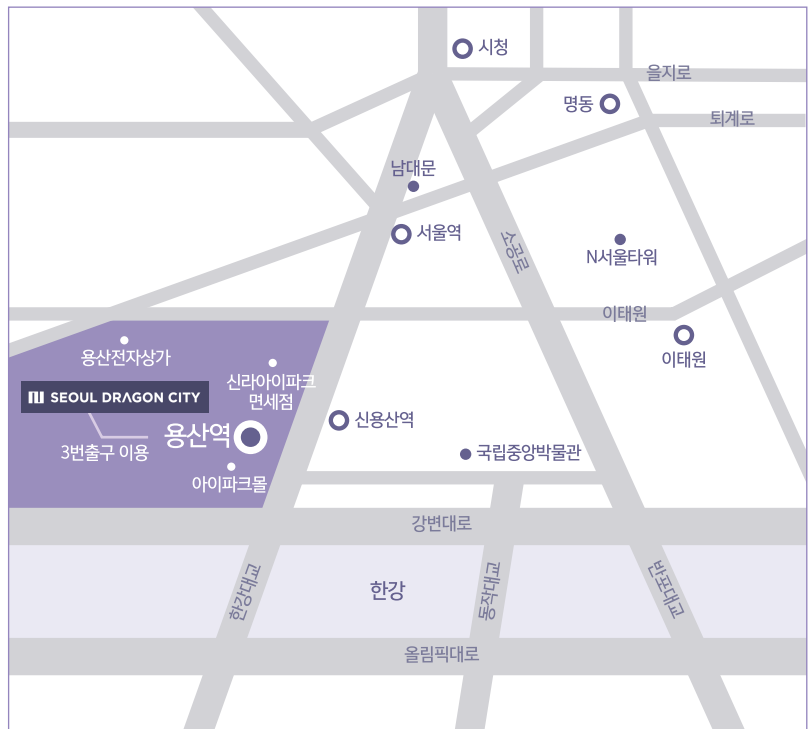 시청
을지로
명동
퇴계로
남대문
서울역
소공로
N서울타워
이태원
이태원
용산전자상가
신라아이파크
면세점
SEOUL DRAGON CITY
신용산역
용산역
3번출구 이용
국립중앙박물관
아이파크몰
강변대로
한강대교
한강
동작대교
반포대교
올림픽대로